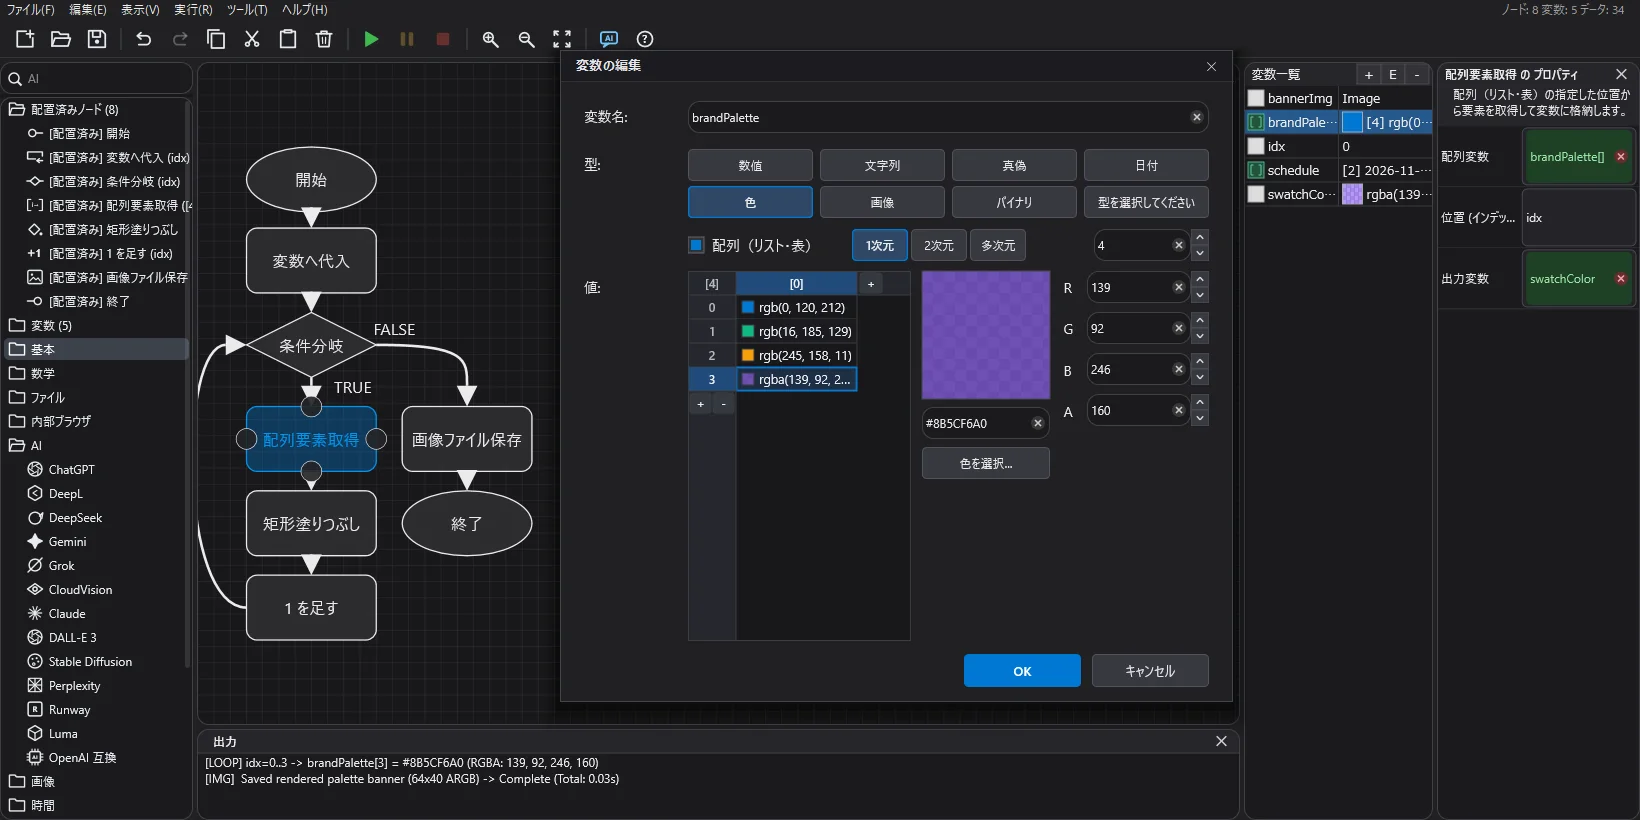 ファイル(F) 編集(E) 表示(V) 実行(R) ツール(T) ヘルプ(H)
ノード: 8 変数: 5 データ: 34
AI
AI
配置済みノード (8)
[配置済み] 開始
[配置済み] 変数へ代入 (idx)
[配置済み] 条件分岐 (idx)
[配置済み] 配列要素取得 ([4
[配置済み] 矩形塗りつぶし
+1 [配置済み] 1 を足す (idx)
[配置済み] 画像ファイル保存
[配置済み] 終了
変数 (5)
基本
数学
ファイル
内部ブラウザ
AI
ChatGPT
DeepL
DeepSeek
Gemini
Grok
CloudVision
Claude
DALL-E 3
Stable Diffusion
Perplexity
Runway
Luma
OpenAI 互換
画像
時間
開始
変数へ代入
条件分岐
FALSE
TRUE
配列要素取得
画像ファイル保存
矩形塗りつぶし
終了
1 を足す
変数の編集
変数名:
brandPalette
型:
数値 文字列 真偽 日付
色 画像 バイナリ 型を選択してください
配列（リスト・表）
1次元 2次元 多次元
4
値:
[4] [0] +
0 rgb(0, 120, 212)
1 rgb(16, 185, 129)
2 rgb(245, 158, 11)
3 rgba(139, 92, 2...
+ -
#8B5CF6A0
色を選択...
R 139
G 92
B 246
A 160
OK キャンセル
変数一覧 + E -
bannerImg Image
brandPale… [4] rgb(0…
idx 0
schedule [2] 2026-11-…
swatchCo… rgba(139…
配列要素取得 の プロパティ
配列（リスト・表）の指定した位置から要素を取得して変数に格納します。
配列変数 brandPalette[]
位置 (インデッ... idx
出力変数 swatchColor
出力
[LOOP] idx=0..3 -> brandPalette[3] = #8B5CF6A0 (RGBA: 139, 92, 246, 160)
[IMG] Saved rendered palette banner (64x40 ARGB) -> Complete (Total: 0.03s)